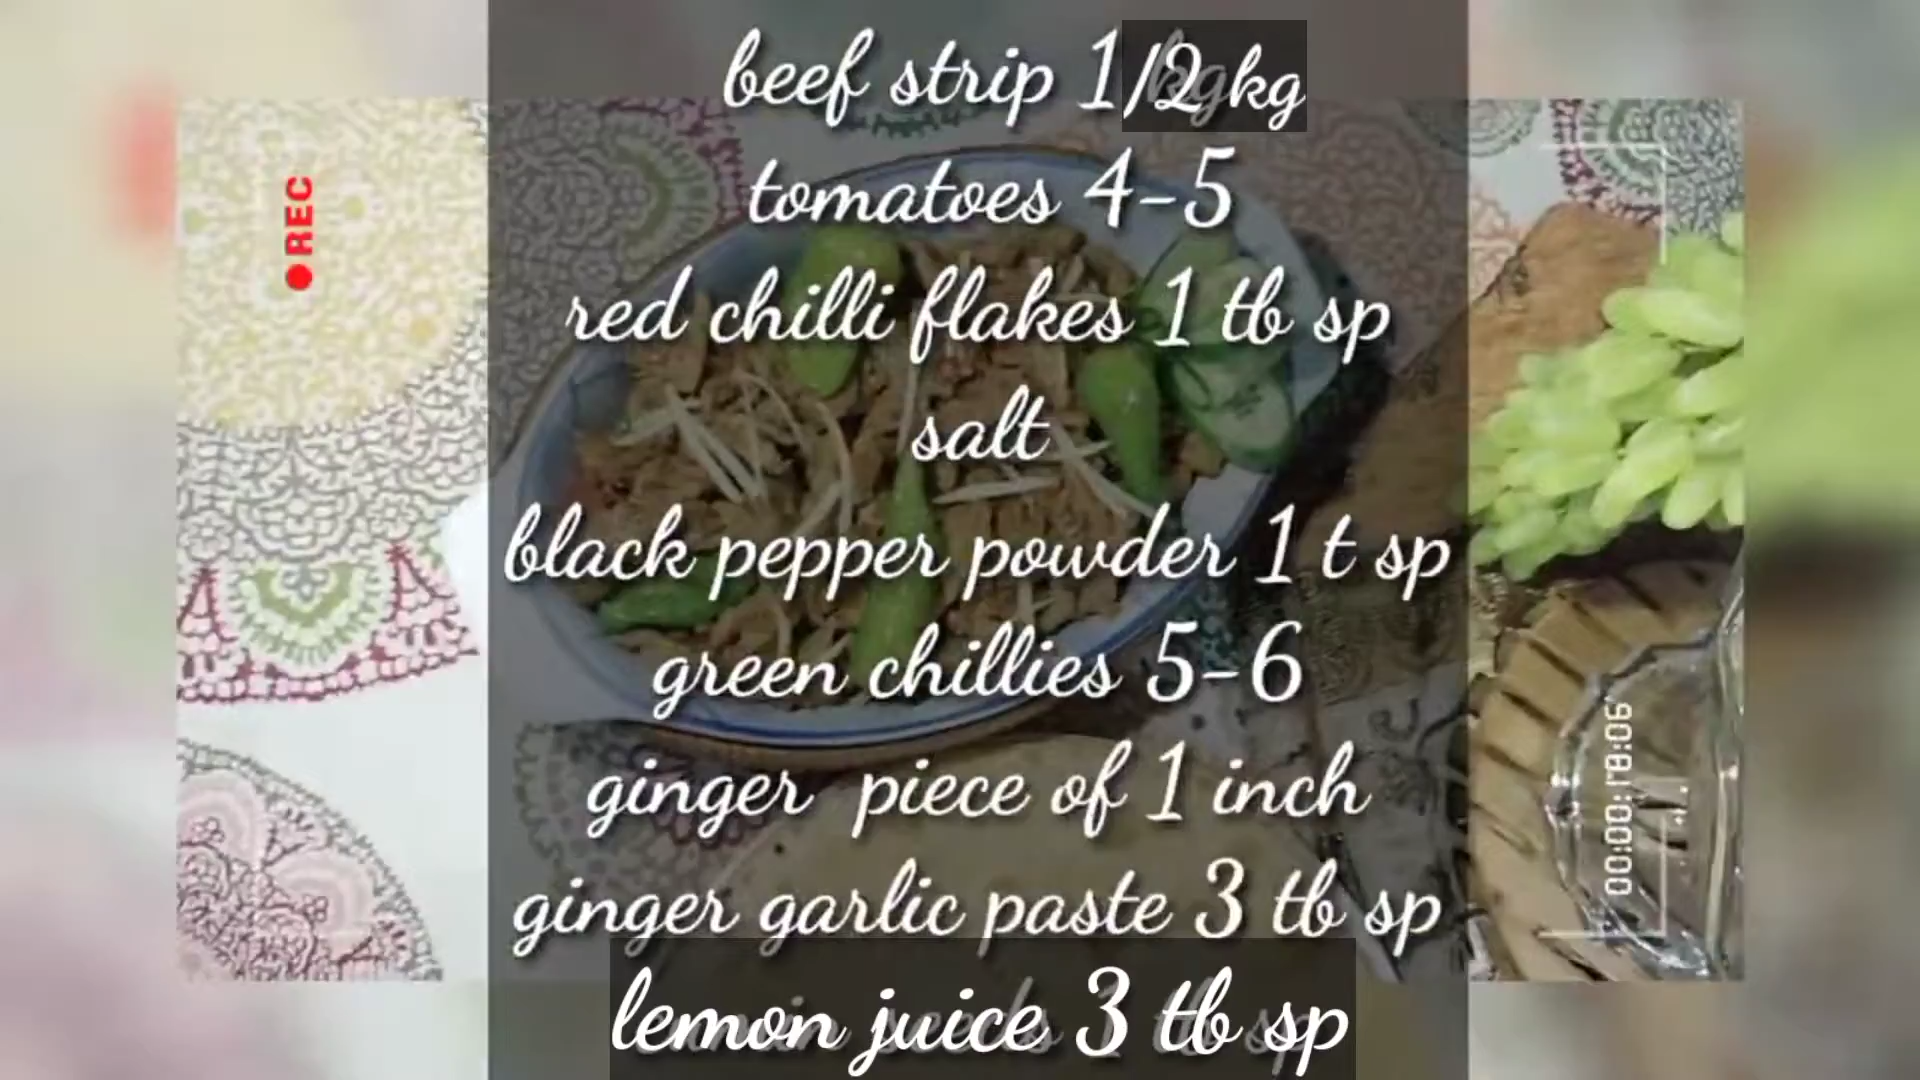 beef strip 1/2 kg
tomatoes 4-5
red chilli flakes 1 tb sp
salt
black pepper powder 1 t sp
green chillies 5-6
ginger piece of 1 inch
ginger garlic paste 3 tb sp
lemon juice 3 tb sp
REC
00:00:18:06